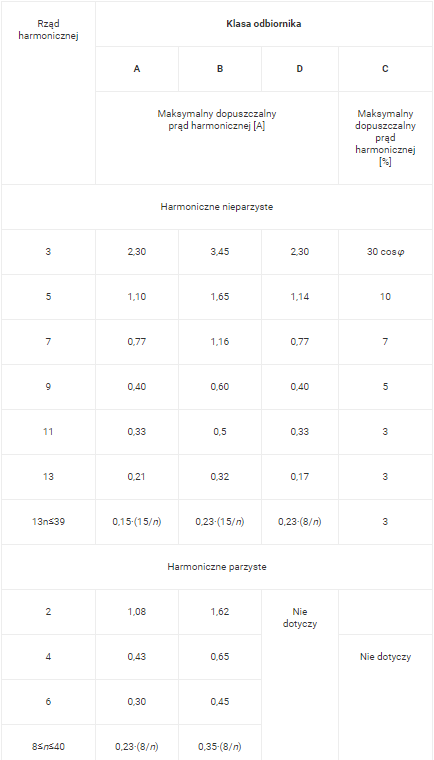 Rząd
harmonicznej
Klasa odbiornika
A B D C
Maksymalny dopuszczalny
prąd harmonicznej [A]
Maksymalny
dopuszczalny
prąd
harmonicznej
[%]
Harmoniczne nieparzyste
3 2,30 3,45 2,30 30 cosφ
5 1,10 1,65 1,14 10
7 0,77 1,16 0,77 7
9 0,40 0,60 0,40 5
11 0,33 0,5 0,33 3
13 0,21 0,32 0,17 3
13n≤39 0,15·(15/n) 0,23·(15/n) 0,23·(8/n) 3
Harmoniczne parzyste
2 1,08 1,62 Nie
dotyczy
4 0,43 0,65 Nie dotyczy
6 0,30 0,45
8≤n≤40 0,23·(8/n) 0,35·(8/n)